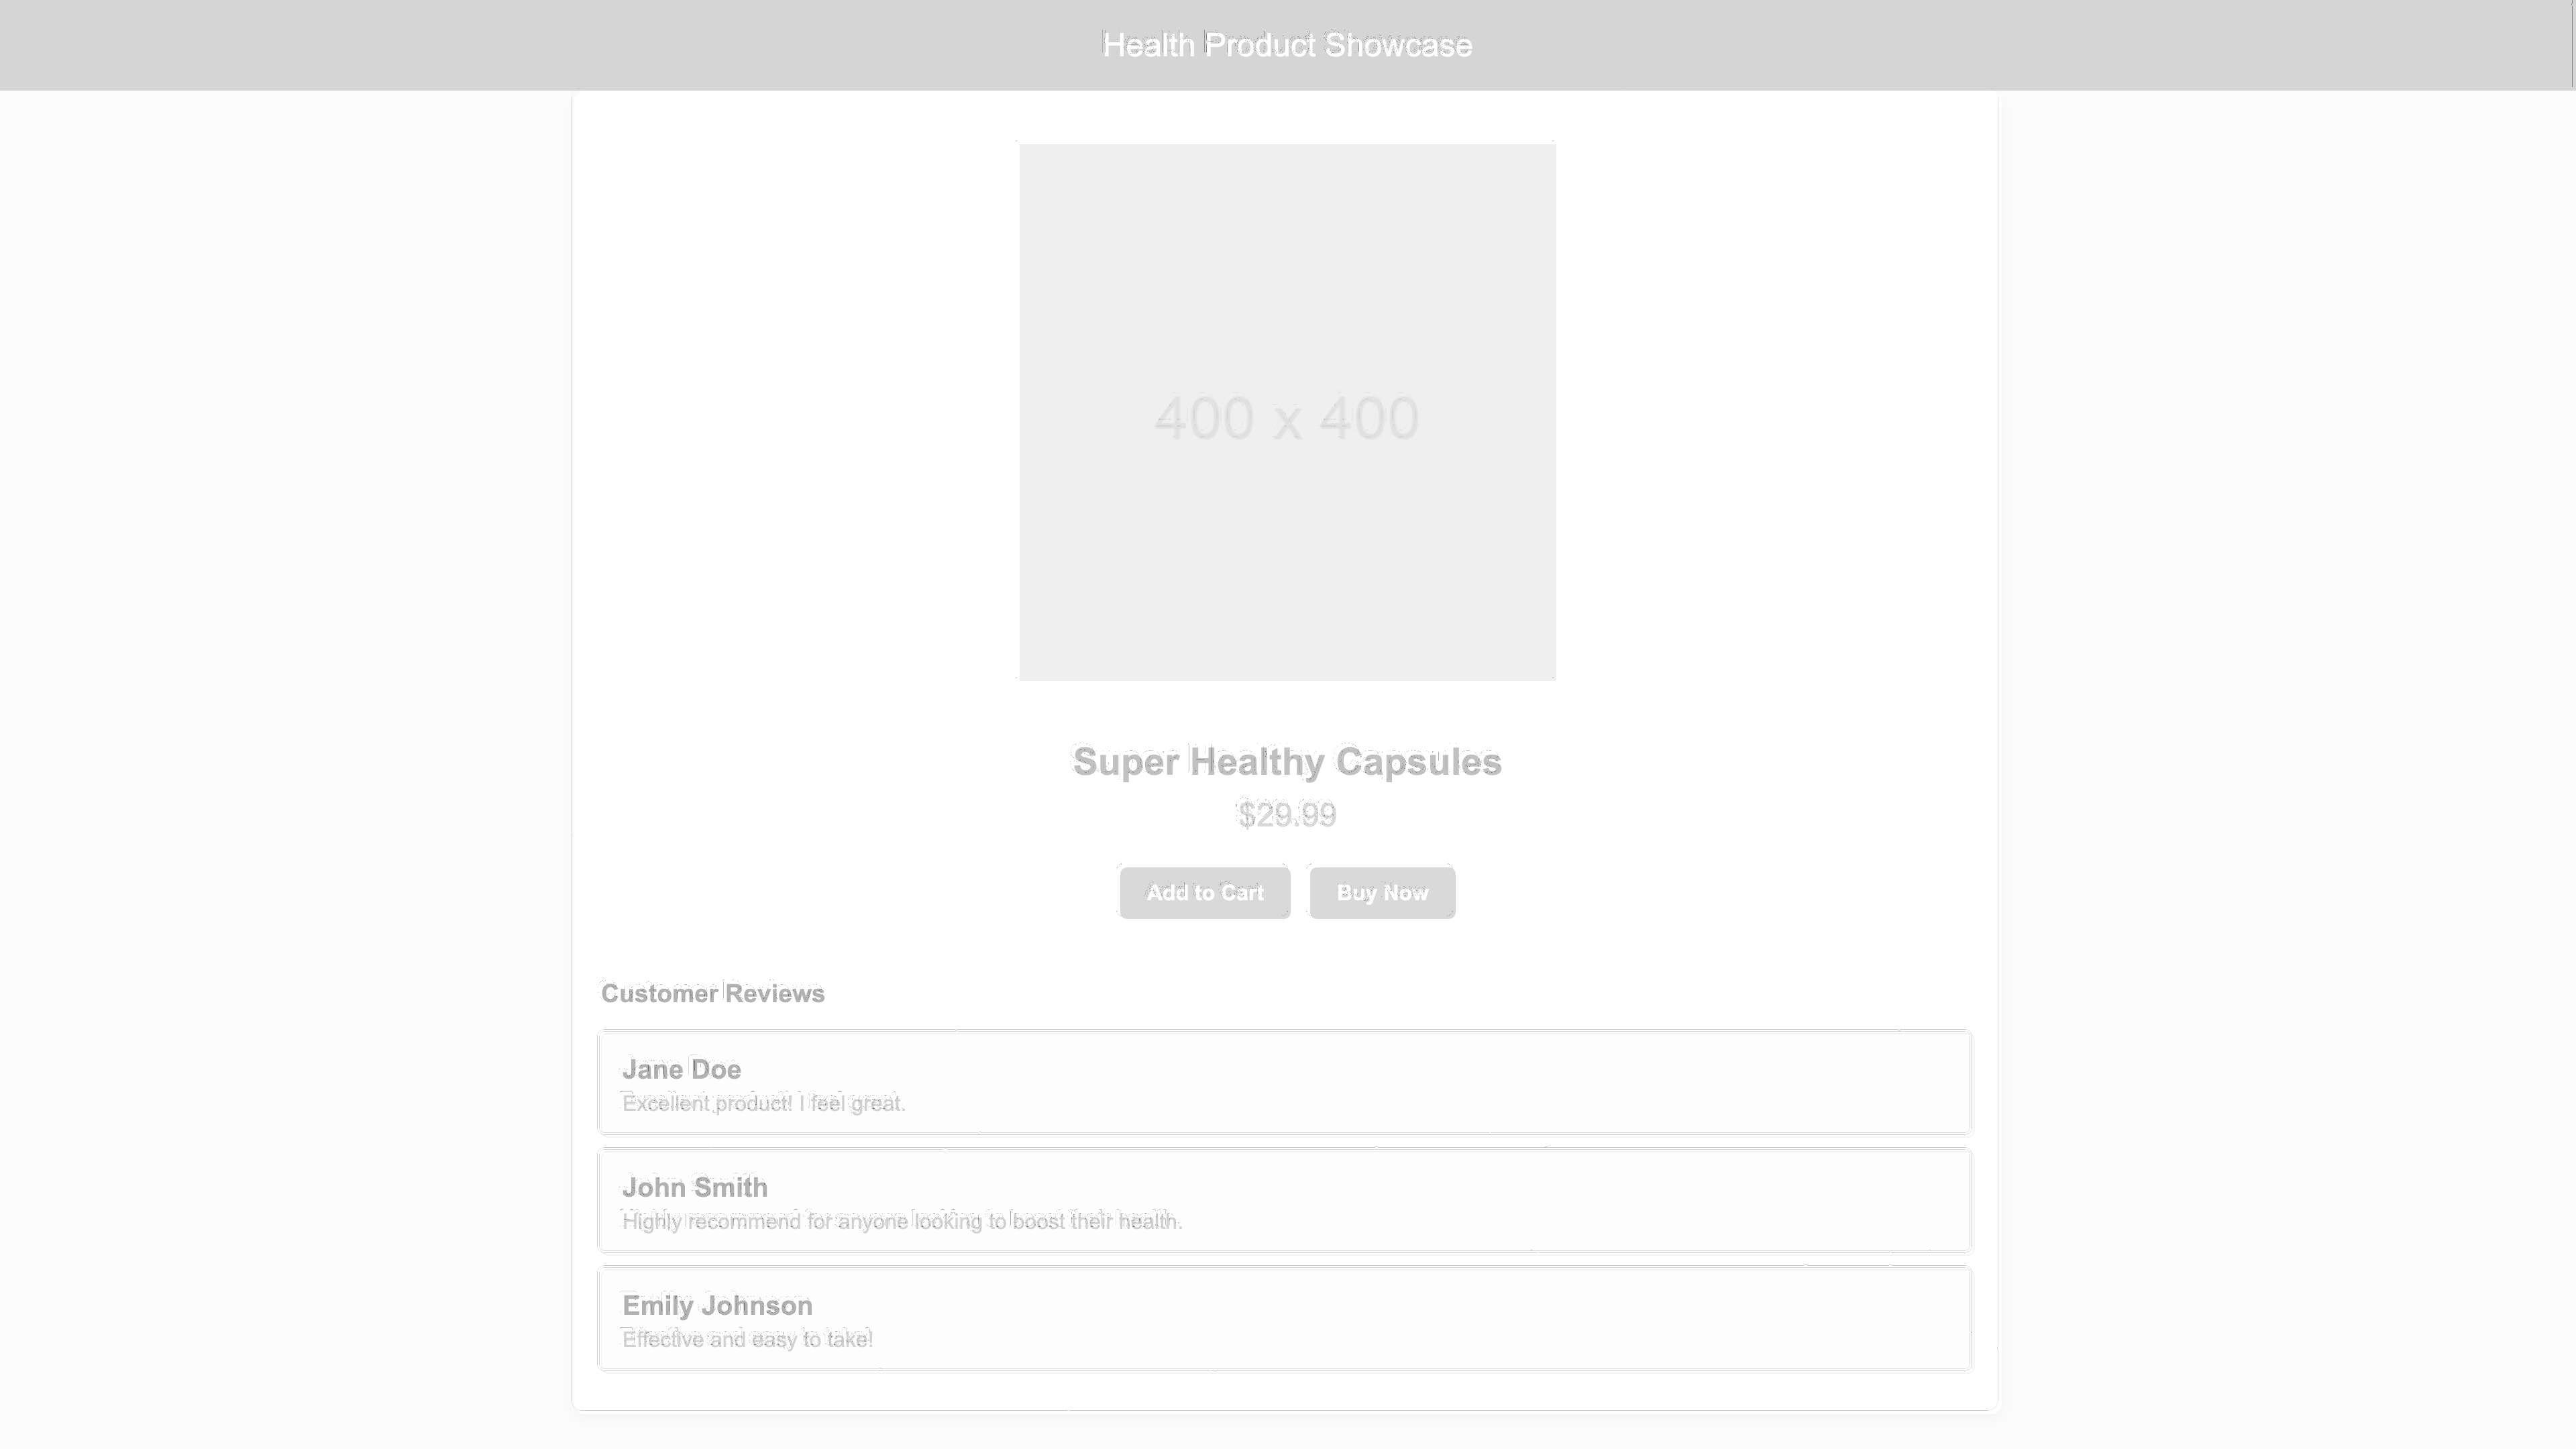 Health Product Showcase
400 x 400
Super Healthy Capsules
$29.99
Add to Cart
Buy Now
Customer Reviews
Jane Doe
Excellent product! I feel great.
John Smith
Highly recommend for anyone looking to boost their health.
Emily Johnson
Effective and easy to take!